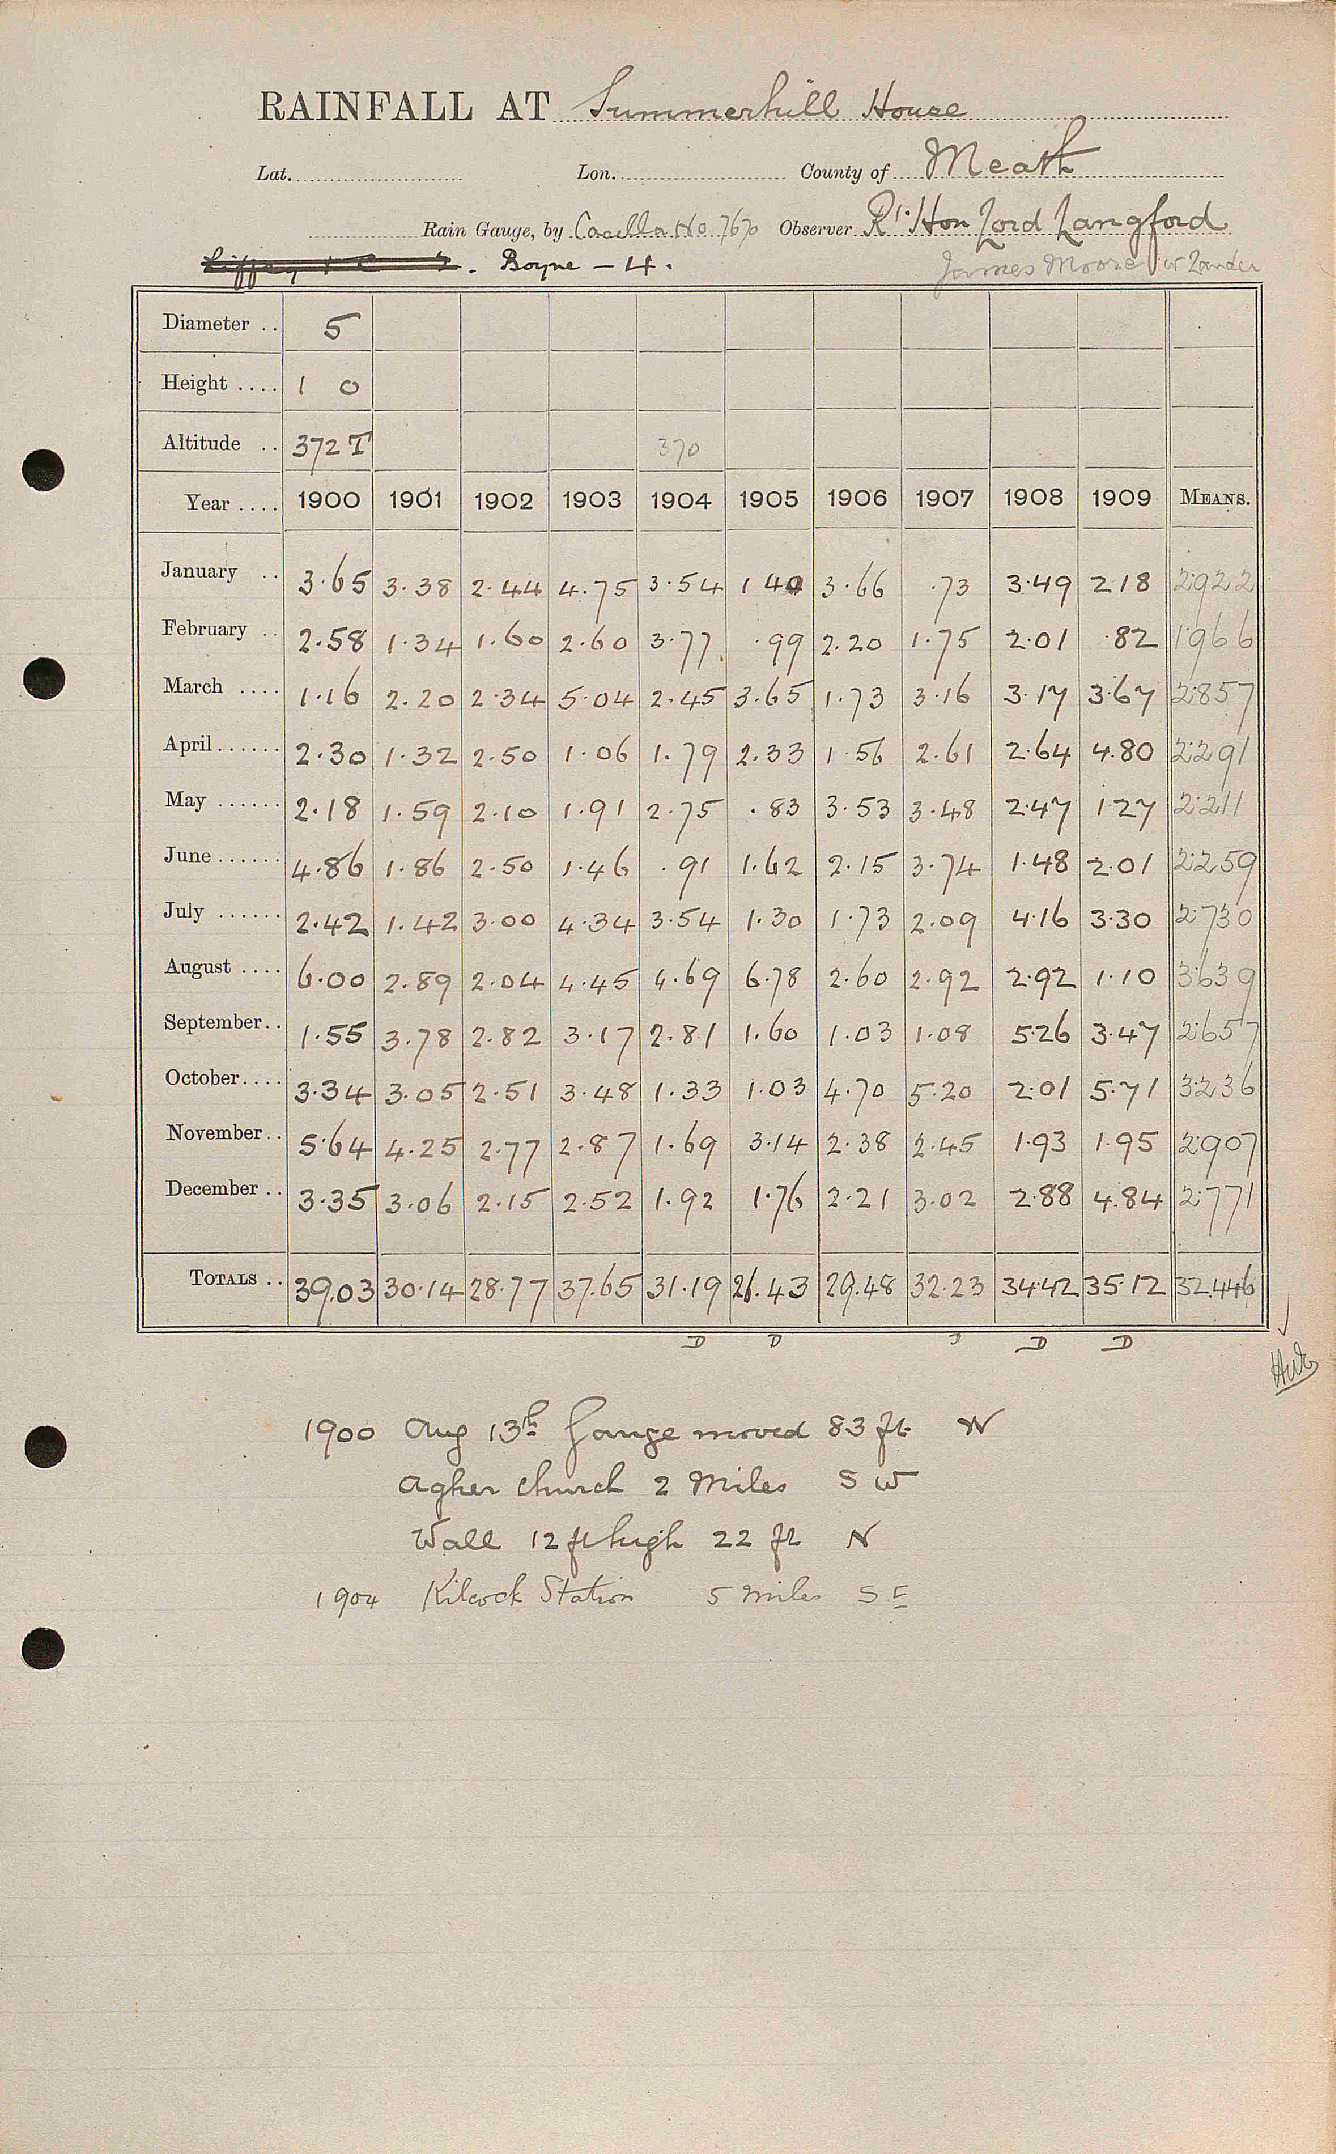 RAINFALL AT Summerhill House
Lat. Lon. County of Meath
Rain Gauge, by Casella No 7670 Observer Rt. Hon Lord Langford
Boyne - 4. James Moore
Diameter .. 5
Height .... 1 0
Altitude .. 372 T 370
Year .... 1900 1901 1902 1903 1904 1905 1906 1907 1908 1909 MEANS.
January .. 3.65 3.38 2.44 4.75 3.54 1 40 3.66 .73 3.49 2.18 2.922
February .. 2.58 1.34 1.60 2.60 3.77 .99 2.20 1.75 2.01 .82 1.966
March .... 1.16 2.20 2.34 5.04 2.45 3.65 1.73 3.16 3.17 3.67 2.857
April ...... 2.30 1.32 2.50 1.06 1.79 2.33 1.56 2.61 2.64 4.80 2.291
May ...... 2.18 1.59 2.10 1.91 2.75 .83 3.53 3.48 2.47 1.27 2.211
June ...... 4.86 1.86 2.50 1.46 .91 1.62 2.15 3.74 1.48 2.01 2.259
July ...... 2.42 1.42 3.00 4.34 3.54 1.30 1.73 2.09 4.16 3.30 2.730
August .... 6.00 2.89 2.04 4.45 4.69 6.78 2.60 2.92 2.92 1.10 3.639
September .. 1.55 3.78 2.82 3.17 2.81 1.60 1.03 1.08 5.26 3.47 2.657
October .... 3.34 3.05 2.51 3.48 1.33 1.03 4.70 5.20 2.01 5.71 3.236
November .. 5.64 4.25 2.77 2.87 1.69 3.14 2.38 2.45 1.93 1.95 2.907
December .. 3.35 3.06 2.15 2.52 1.92 1.76 2.21 3.02 2.88 4.84 2.771
TOTALS .. 39.03 30.14 28.77 37.65 31.19 26.43 29.48 32.23 34.42 35.12 32.446
D D D D
1900 Aug 13th Gauge moved 83 ft. W
Agher Church 2 Miles S W
Wall 12 ft high 22 ft N
1904 Kilcock Station 5 miles S E